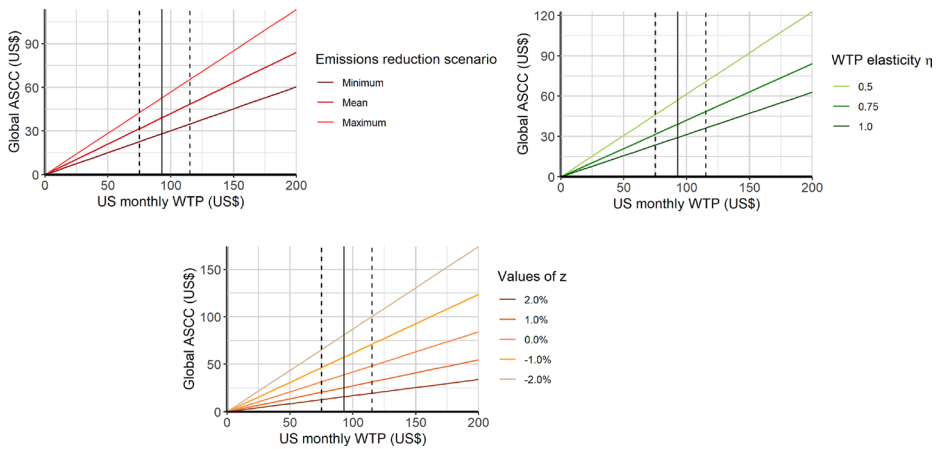 Global ASCC (US$)
90
60
30
0
0 50 100 150 200
US monthly WTP (US$)
Emissions reduction scenario
Minimum
Mean
Maximum
Global ASCC (US$)
120
90
60
30
0
0 50 100 150 200
US monthly WTP (US$)
WTP elasticity η
0.5
0.75
1.0
Global ASCC (US$)
150
100
50
0
0 50 100 150 200
US monthly WTP (US$)
Values of z
2.0%
1.0%
0.0%
-1.0%
-2.0%